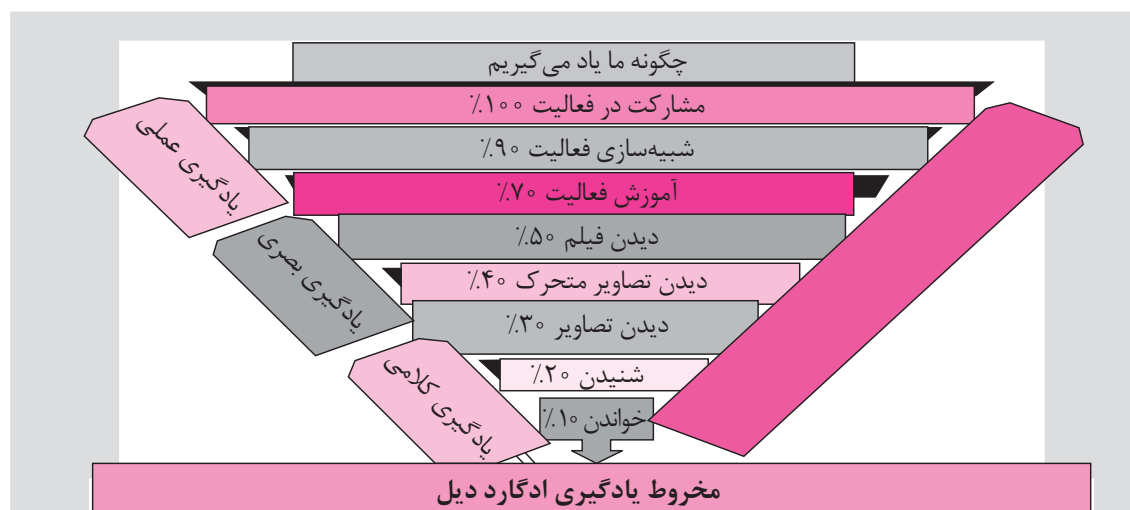 چگونه ما یاد می‌گیریم
مشارکت در فعالیت ۱۰۰٪
شبیه‌سازی فعالیت ۹۰٪
آموزش فعالیت ۷۰٪
دیدن فیلم ۵۰٪
دیدن تصاویر متحرک ۴۰٪
دیدن تصاویر ۳۰٪
شنیدن ۲۰٪
خواندن ۱۰٪
یادگیری عملی
یادگیری بصری
یادگیری کلامی
مخروط یادگیری ادگارد دیل